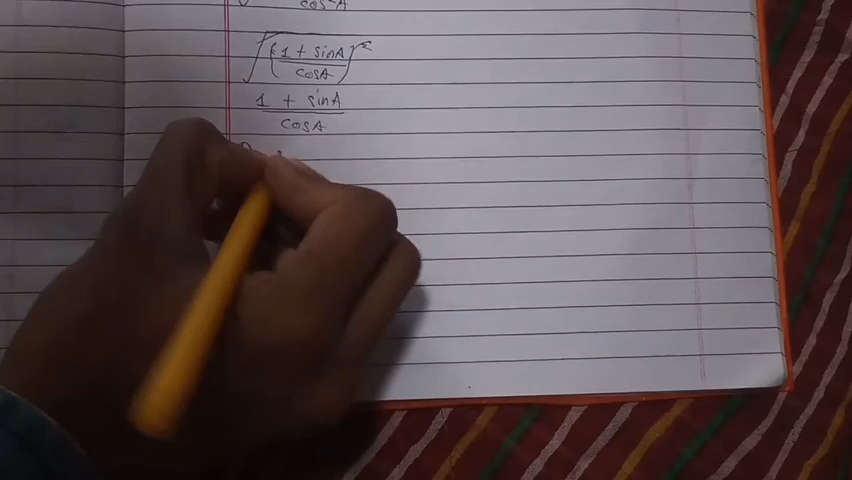 cos²A
√((1 + sinA)/cosA)²
(1 + sinA)/cosA